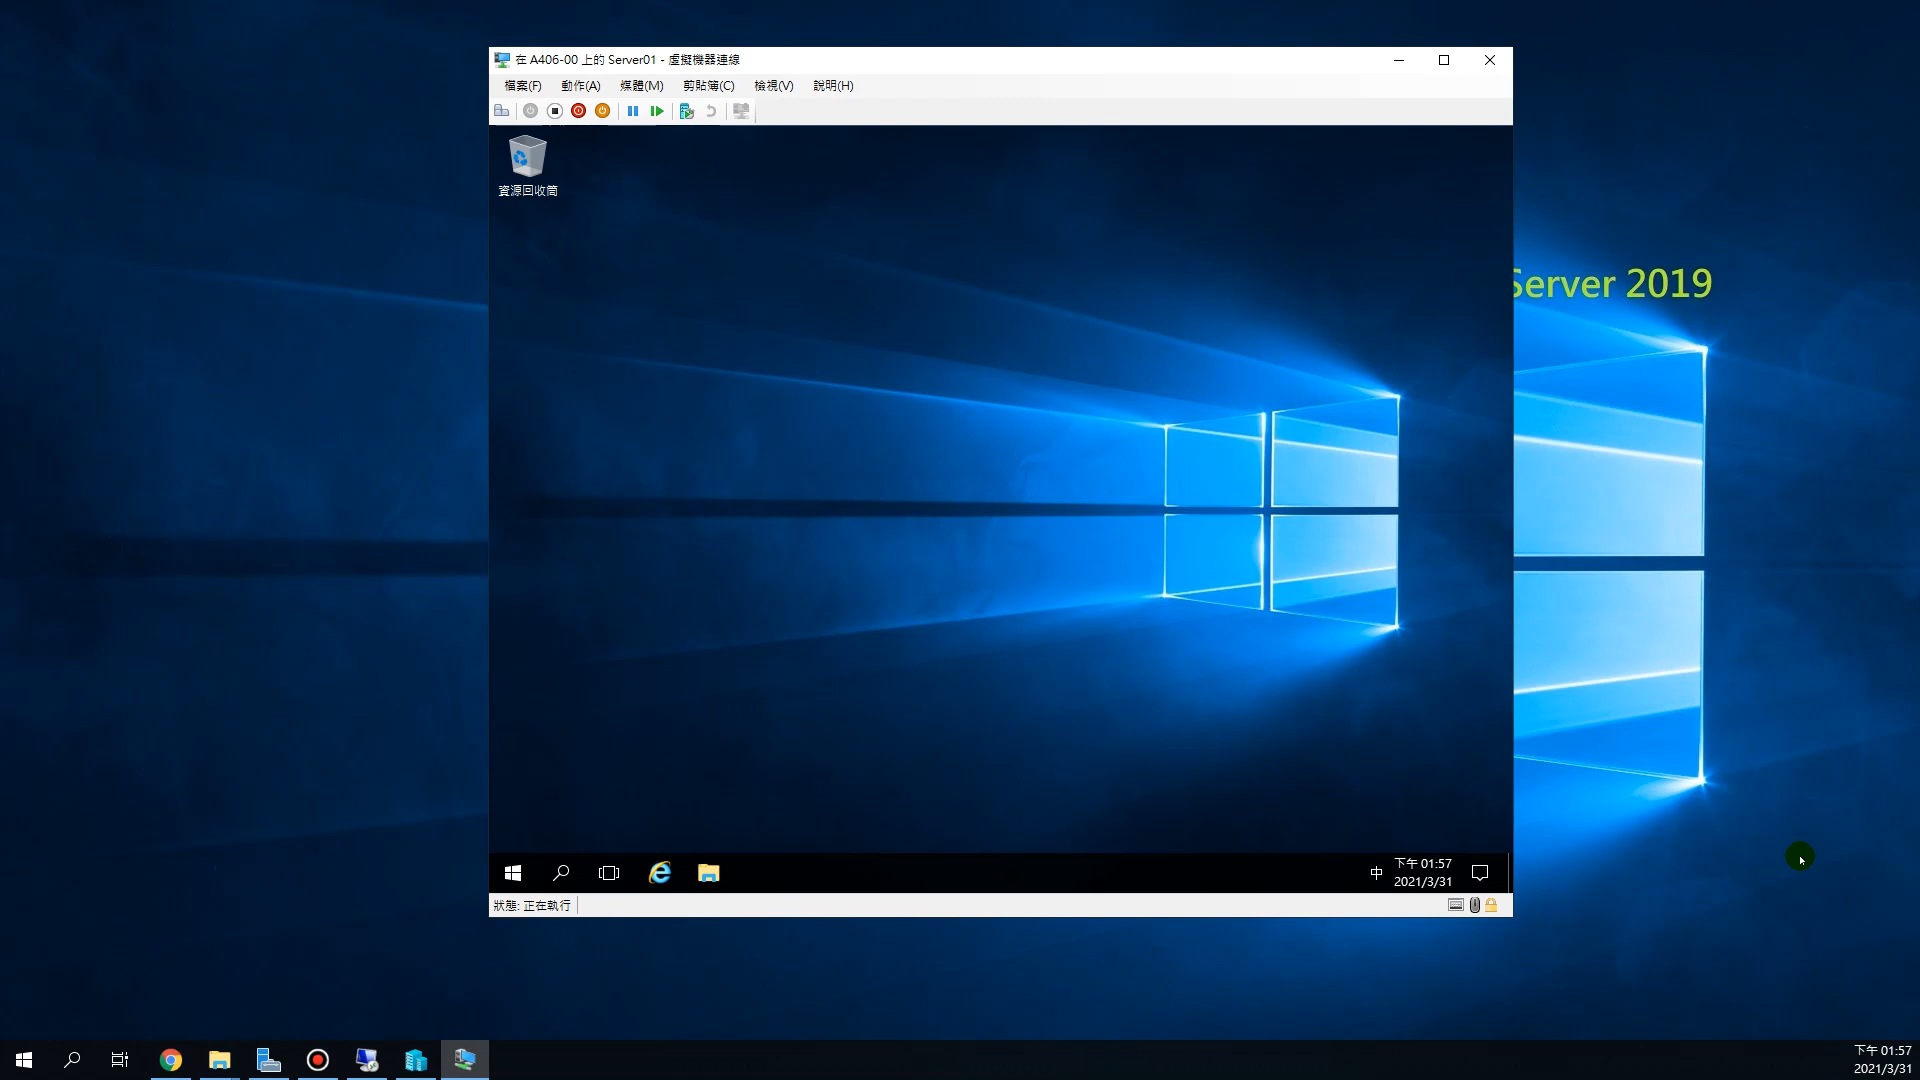 在 A406-00 上的 Server01 - 虛擬機器連線
檔案(F) 動作(A) 媒體(M) 剪貼簿(C) 檢視(V) 說明(H)
資源回收筒
Server 2019
中
下午 01:57
2021/3/31
狀態: 正在執行
下午 01:57
2021/3/31